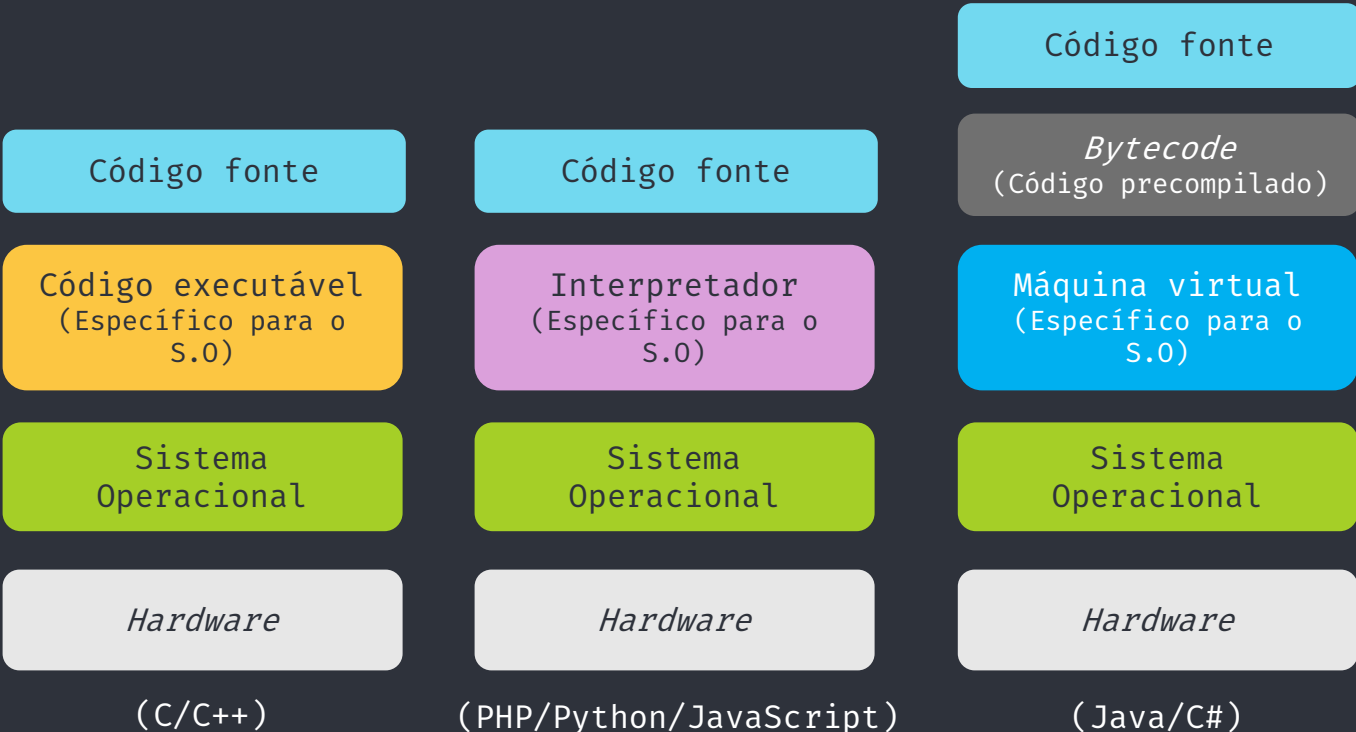 Código fonte
Código executável
(Específico para o
S.O)
Sistema
Operacional
Hardware
(C/C++)
Código fonte
Interpretador
(Específico para o
S.O)
Sistema
Operacional
Hardware
(PHP/Python/JavaScript)
Código fonte
Bytecode
(Código precompilado)
Máquina virtual
(Específico para o
S.O)
Sistema
Operacional
Hardware
(Java/C#)